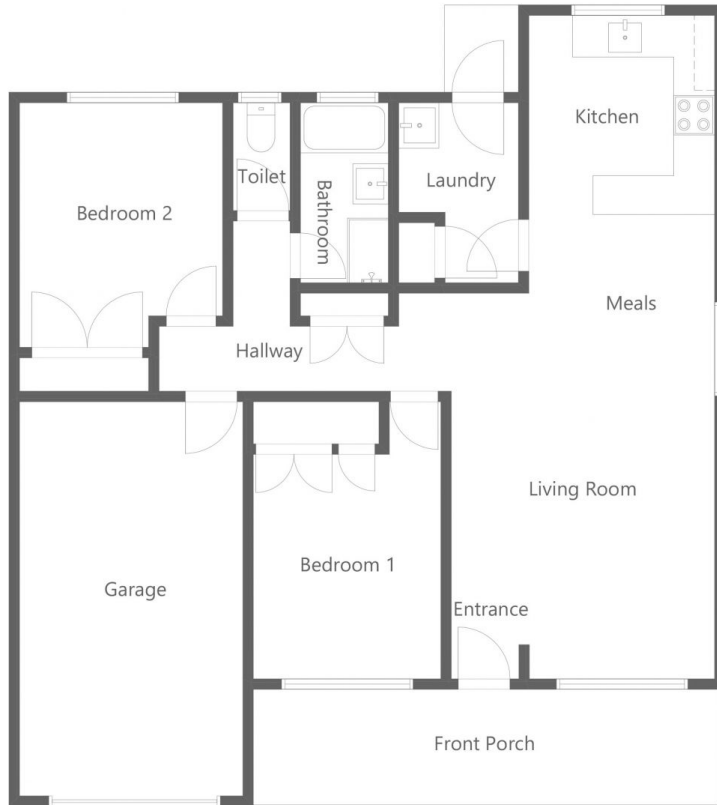 Kitchen
Toilet
Laundry
Bathroom
Bedroom 2
Meals
Hallway
Living Room
Bedroom 1
Garage
Entrance
Front Porch